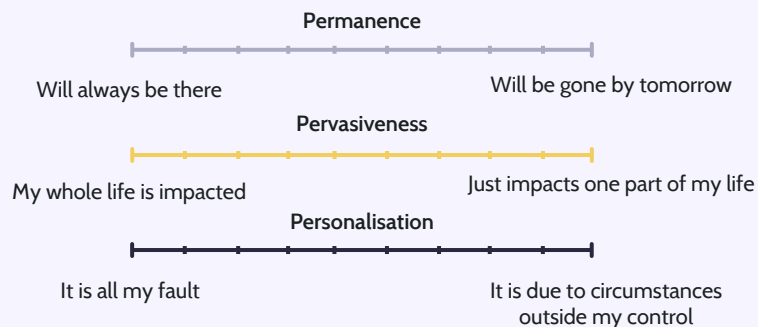 Permanence
Will always be there
Will be gone by tomorrow
Pervasiveness
My whole life is impacted
Just impacts one part of my life
Personalisation
It is all my fault
It is due to circumstances
outside my control